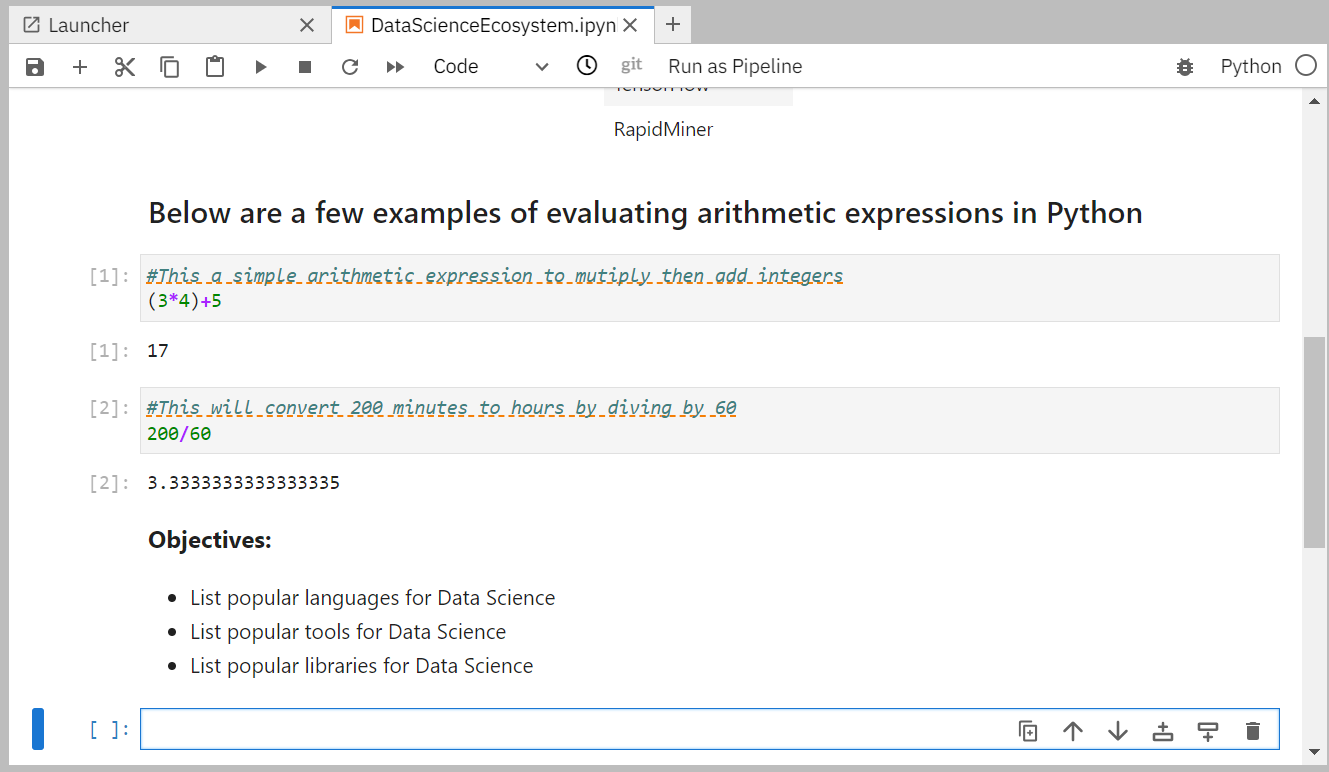 Launcher
DataScienceEcosystem.ipyn
Code
git
Run as Pipeline
Python
TensorFlow
RapidMiner
Below are a few examples of evaluating arithmetic expressions in Python
[1]: #This a simple arithmetic expression to mutiply then add integers
(3*4)+5
[1]: 17
[2]: #This will convert 200 minutes to hours by diving by 60
200/60
[2]: 3.3333333333333335
Objectives:
• List popular languages for Data Science
• List popular tools for Data Science
• List popular libraries for Data Science
[ ]: